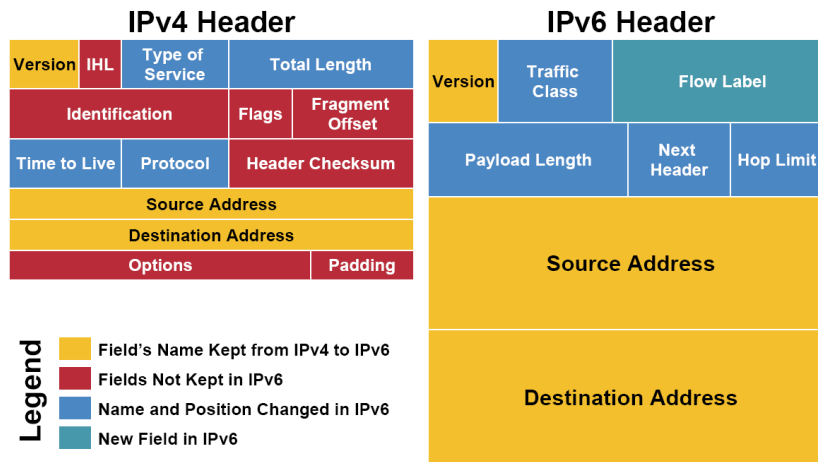 IPv4 Header
Version IHL Type of Service Total Length
Identification Flags Fragment Offset
Time to Live Protocol Header Checksum
Source Address
Destination Address
Options Padding
IPv6 Header
Version Traffic Class Flow Label
Payload Length Next Header Hop Limit
Source Address
Destination Address
Legend
Field's Name Kept from IPv4 to IPv6
Fields Not Kept in IPv6
Name and Position Changed in IPv6
New Field in IPv6